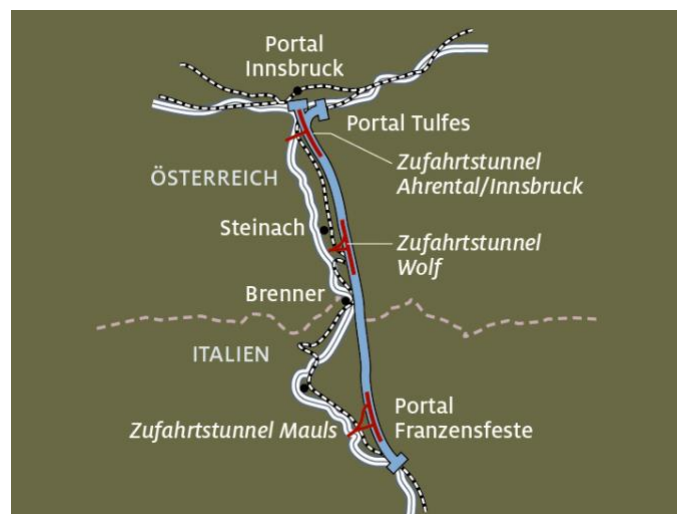 Portal
Innsbruck
Portal Tulfes
Zufahrtstunnel
Ahrental/Innsbruck
ÖSTERREICH
Steinach
Zufahrtstunnel
Wolf
Brenner
ITALIEN
Portal
Franzensfeste
Zufahrtstunnel Mauls